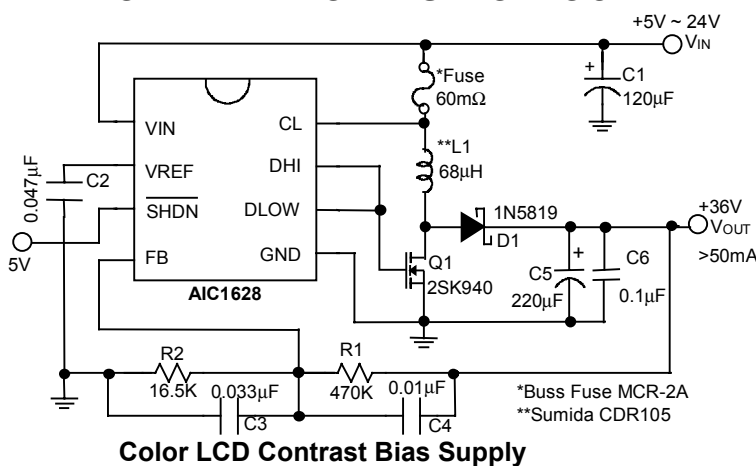 +5V ~ 24V
VIN
*Fuse
60mΩ
+
C1
120µF
VIN
CL
**L1
68µH
VREF
DHI
0.047µF
C2
SHDN
DLOW
1N5819
D1
+36V
VOUT
>50mA
5V
FB
GND
Q1
2SK940
+
C5
220µF
C6
0.1µF
AIC1628
R2
16.5K
R1
470K
0.033µF
C3
0.01µF
C4
*Buss Fuse MCR-2A
**Sumida CDR105
Color LCD Contrast Bias Supply